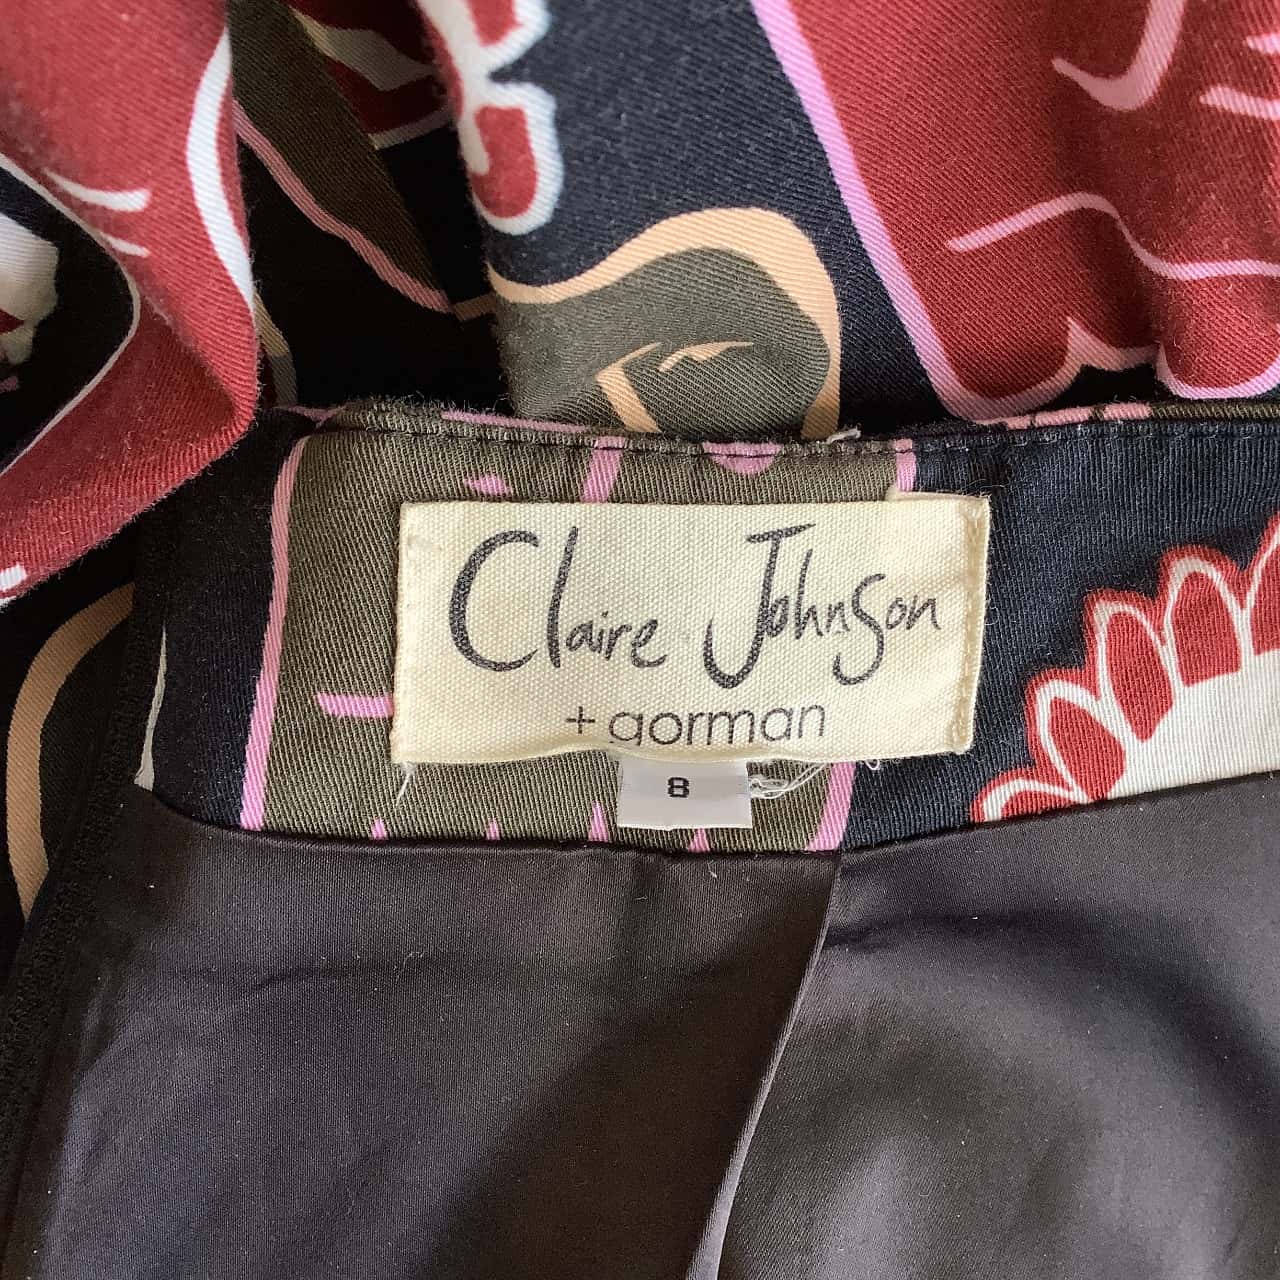 Claire Johnson
+ gorman
8